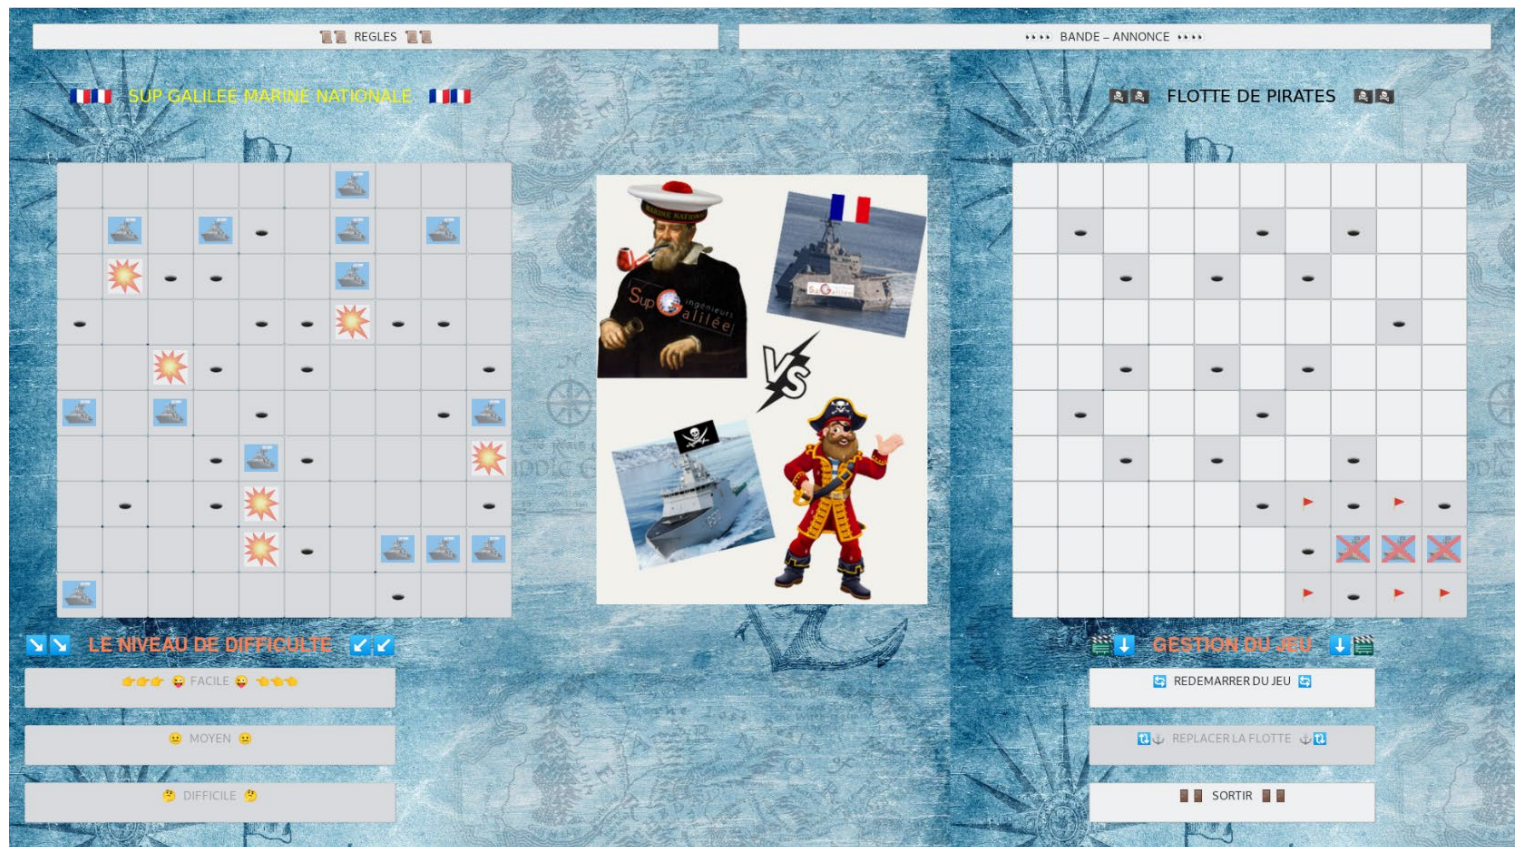 REGLES
BANDE – ANNONCE
SUP GALILEE MARINE NATIONALE
FLOTTE DE PIRATES
Sup Galilée
ingénieurs
VS
LE NIVEAU DE DIFFICULTE
GESTION DU JEU
FACILE
REDEMARRER DU JEU
MOYEN
REPLACER LA FLOTTE
DIFFICILE
SORTIR